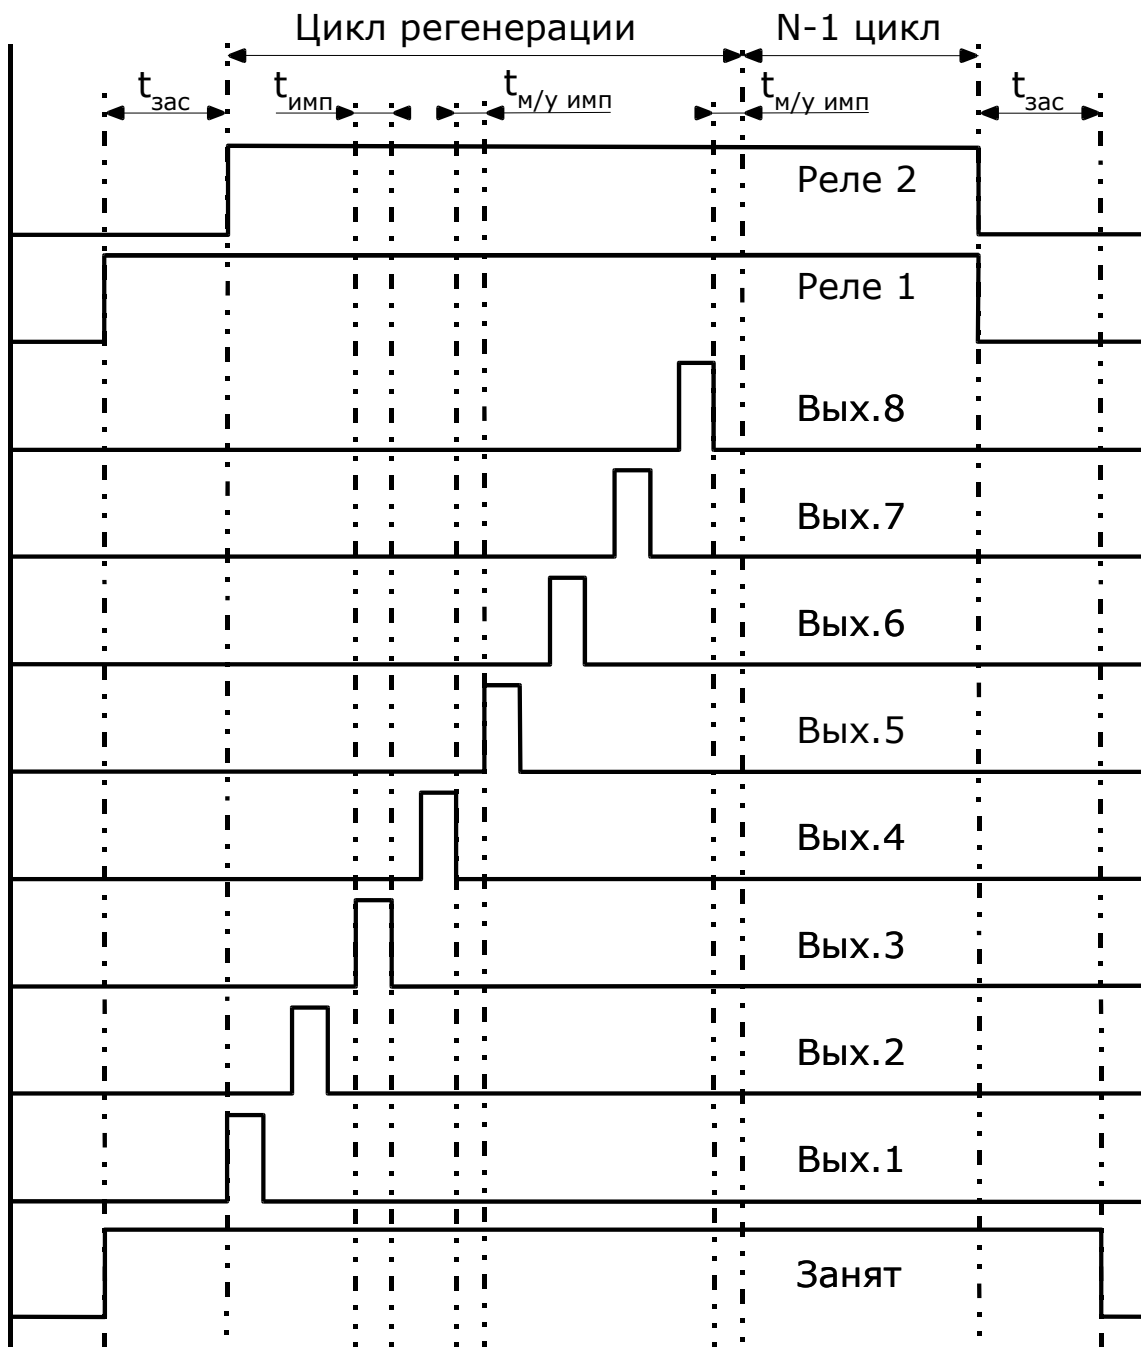 Цикл регенерации N-1 цикл
tзас tимп tм/у имп tм/у имп tзас
Реле 2
Реле 1
Вых.8
Вых.7
Вых.6
Вых.5
Вых.4
Вых.3
Вых.2
Вых.1
Занят